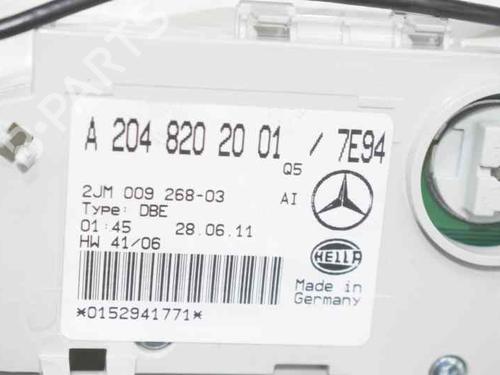 A 204 820 20 01 Q5 / 7E94
2JM 009 268-03 AI
Type: DBE
01:45 28.06.11
HW 41/06
HELLA
Made in
Germany
*0152941771*